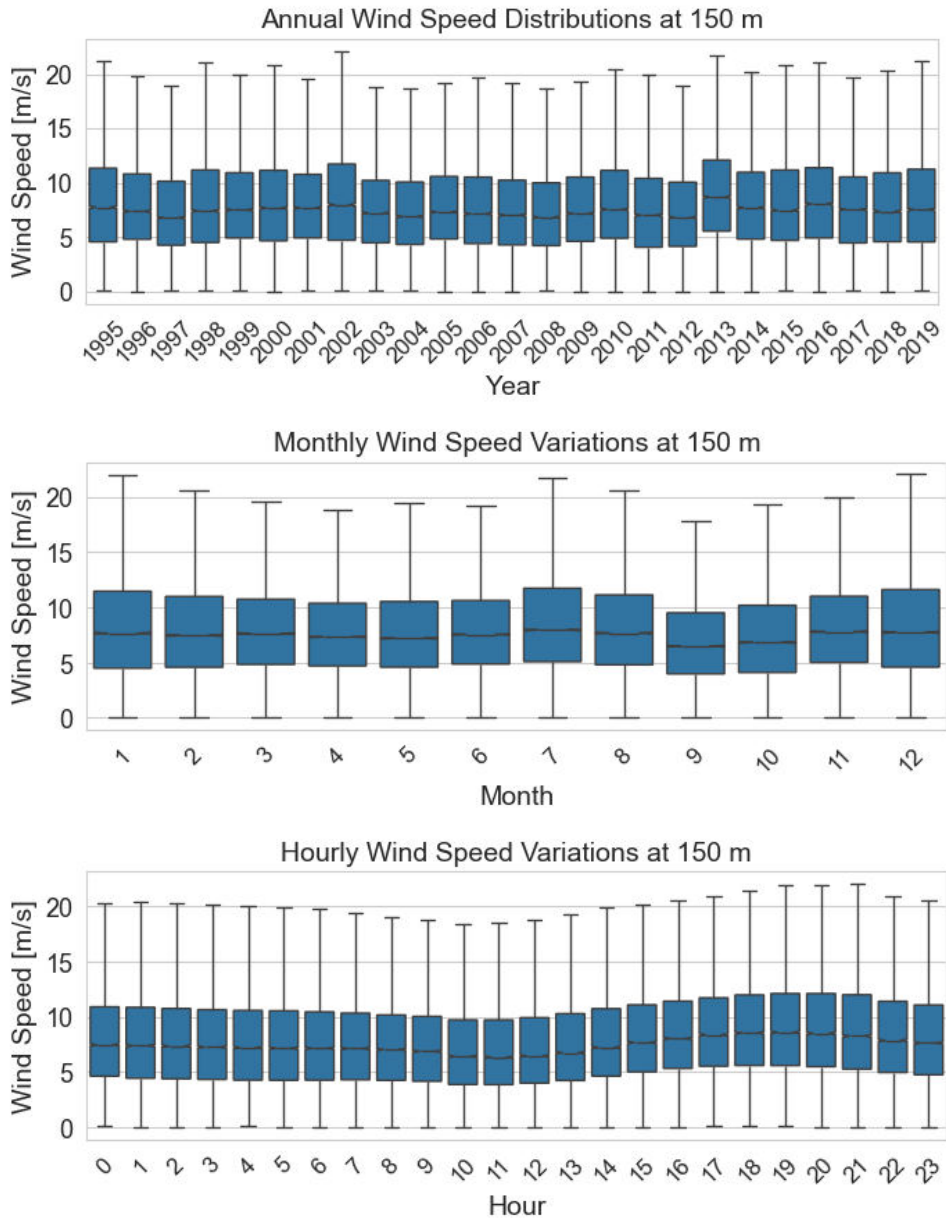 Annual Wind Speed Distributions at 150 m
Wind Speed [m/s]
20
15
10
5
0
1995 1996 1997 1998 1999 2000 2001 2002 2003 2004 2005 2006 2007 2008 2009 2010 2011 2012 2013 2014 2015 2016 2017 2018 2019
Year
Monthly Wind Speed Variations at 150 m
Wind Speed [m/s]
20
15
10
5
0
1 2 3 4 5 6 7 8 9 10 11 12
Month
Hourly Wind Speed Variations at 150 m
Wind Speed [m/s]
20
15
10
5
0
0 1 2 3 4 5 6 7 8 9 10 11 12 13 14 15 16 17 18 19 20 21 22 23
Hour